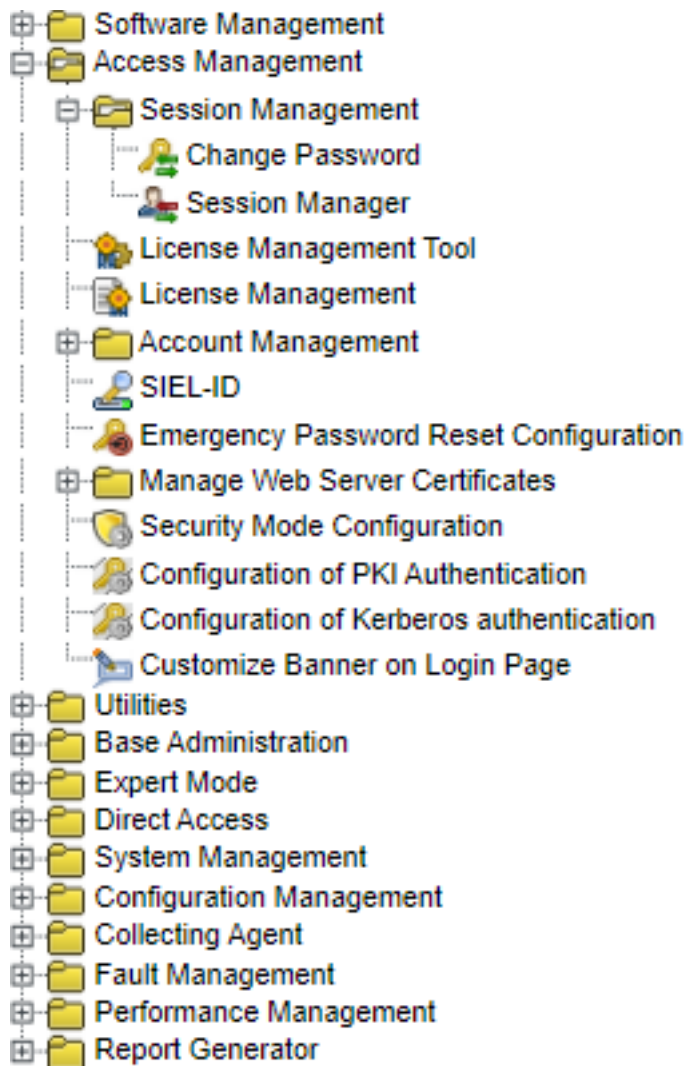 Software Management
Access Management
Session Management
Change Password
Session Manager
License Management Tool
License Management
Account Management
SIEL-ID
Emergency Password Reset Configuration
Manage Web Server Certificates
Security Mode Configuration
Configuration of PKI Authentication
Configuration of Kerberos authentication
Customize Banner on Login Page
Utilities
Base Administration
Expert Mode
Direct Access
System Management
Configuration Management
Collecting Agent
Fault Management
Performance Management
Report Generator